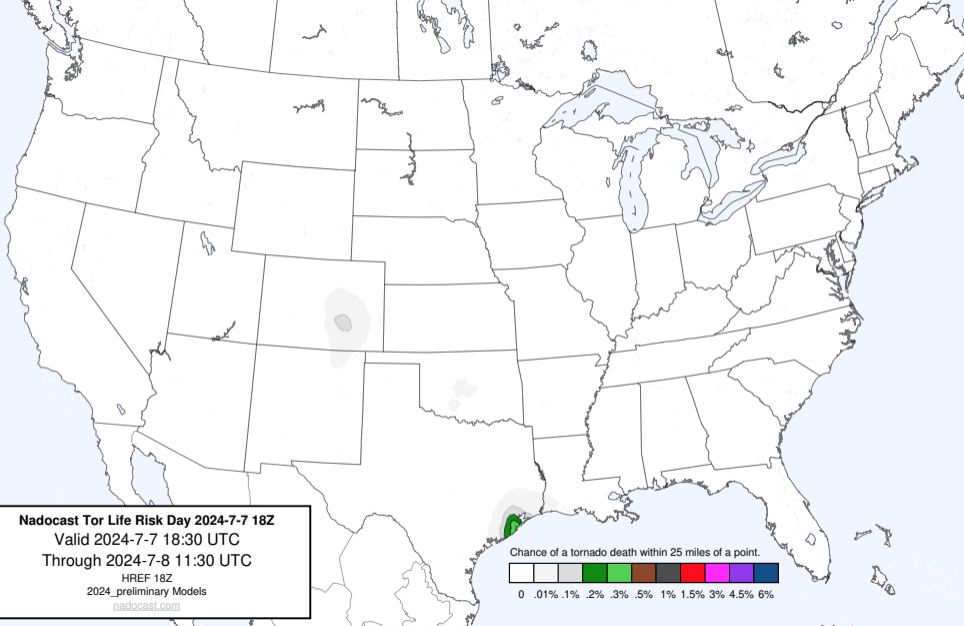 Nadocast Tor Life Risk Day 2024-7-7 18Z
Valid 2024-7-7 18:30 UTC
Through 2024-7-8 11:30 UTC
HREF 18Z
2024_preliminary Models
nadocast.com
Chance of a tornado death within 25 miles of a point.
0 .01% .1% .2% .3% .5% 1% 1.5% 3% 4.5% 6%